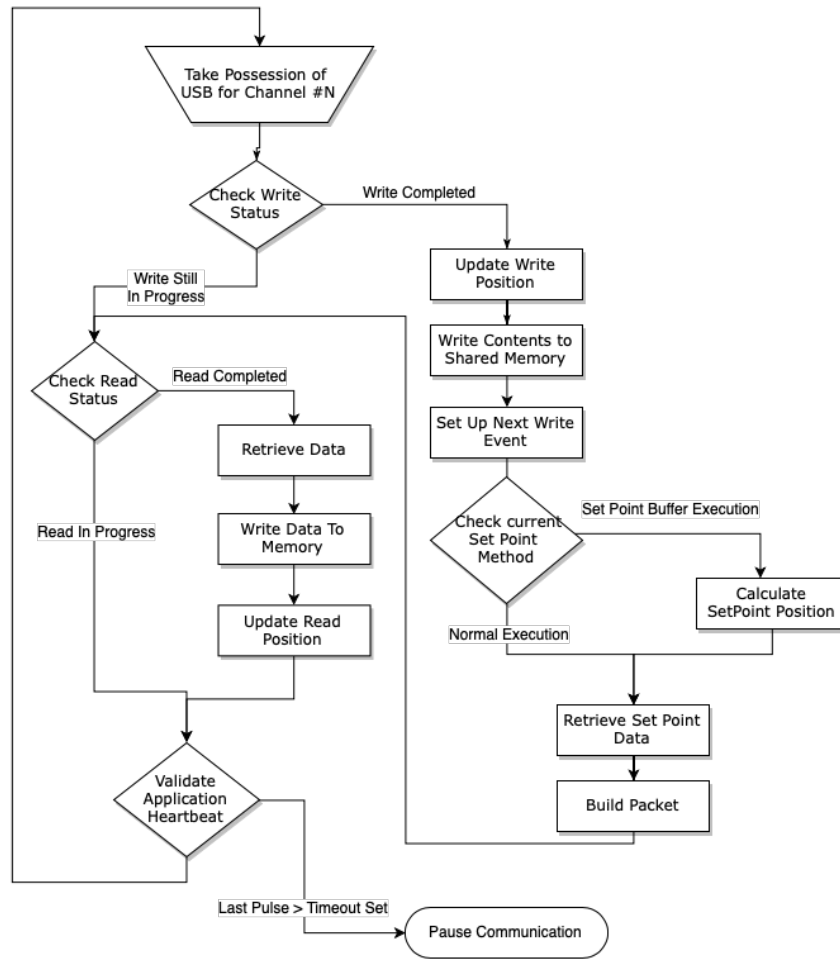 Take Possession of
USB for Channel #N
Check Write
Status
Write Completed
Write Still
In Progress
Update Write
Position
Write Contents to
Shared Memory
Set Up Next Write
Event
Check current
Set Point
Method
Set Point Buffer Execution
Calculate
SetPoint Position
Normal Execution
Retrieve Set Point
Data
Build Packet
Check Read
Status
Read Completed
Retrieve Data
Write Data To
Memory
Update Read
Position
Read In Progress
Validate
Application
Heartbeat
Last Pulse > Timeout Set
Pause Communication